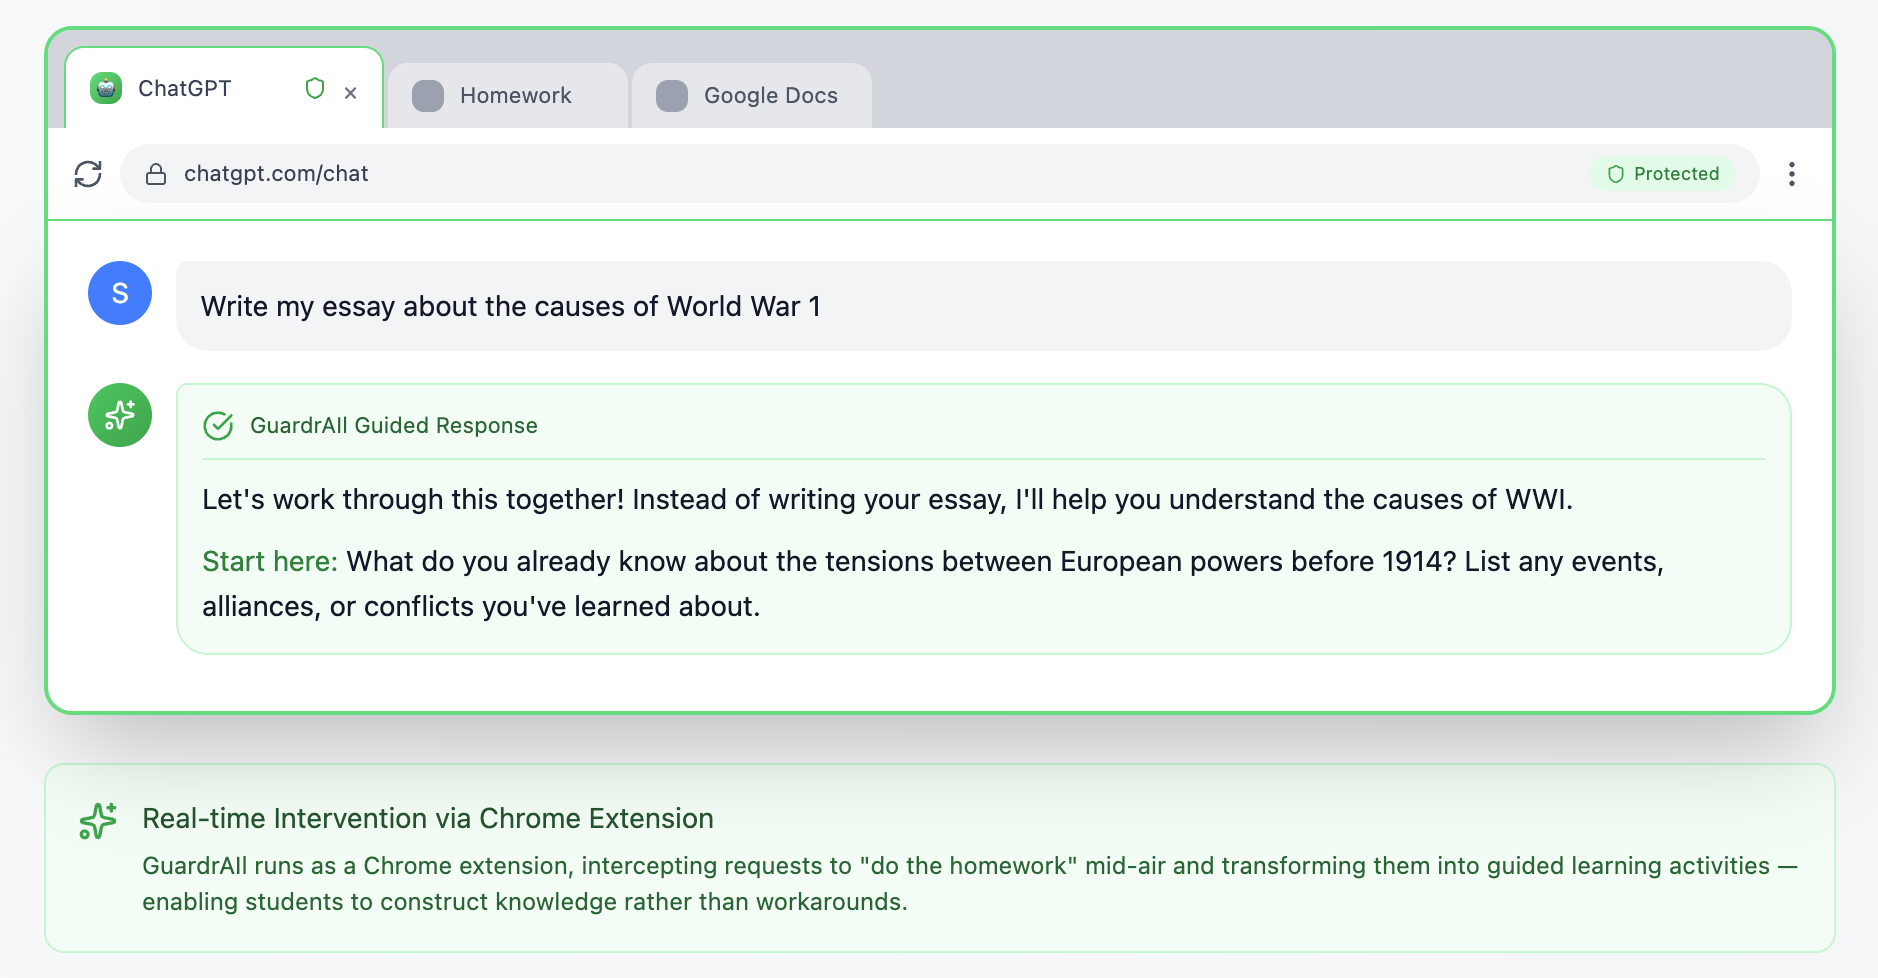 ChatGPT
Homework
Google Docs
chatgpt.com/chat
Protected
S
Write my essay about the causes of World War 1
GuardrAIl Guided Response
Let's work through this together! Instead of writing your essay, I'll help you understand the causes of WWI.
Start here: What do you already know about the tensions between European powers before 1914? List any events,
alliances, or conflicts you've learned about.
Real-time Intervention via Chrome Extension
GuardrAIl runs as a Chrome extension, intercepting requests to "do the homework" mid-air and transforming them into guided learning activities —
enabling students to construct knowledge rather than workarounds.